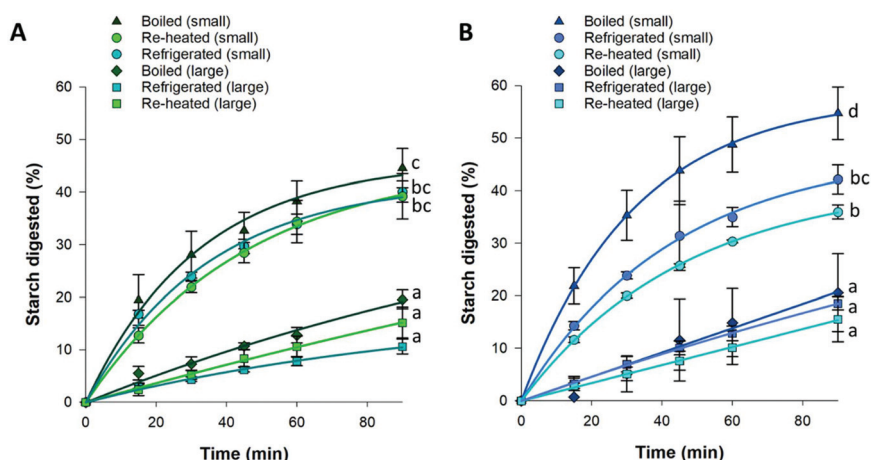 A
Boiled (small)
Re-heated (small)
Refrigerated (small)
Boiled (large)
Refrigerated (large)
Re-heated (large)
60
50
40
30
20
10
0
Starch digested (%)
c
bc
bc
a
a
a
0
20
40
60
80
Time (min)
B
Boiled (small)
Refrigerated (small)
Re-heated (small)
Boiled (large)
Refrigerated (large)
Re-heated (large)
60
50
40
30
20
10
0
Starch digested (%)
d
bc
b
a
a
a
0
20
40
60
80
Time (min)